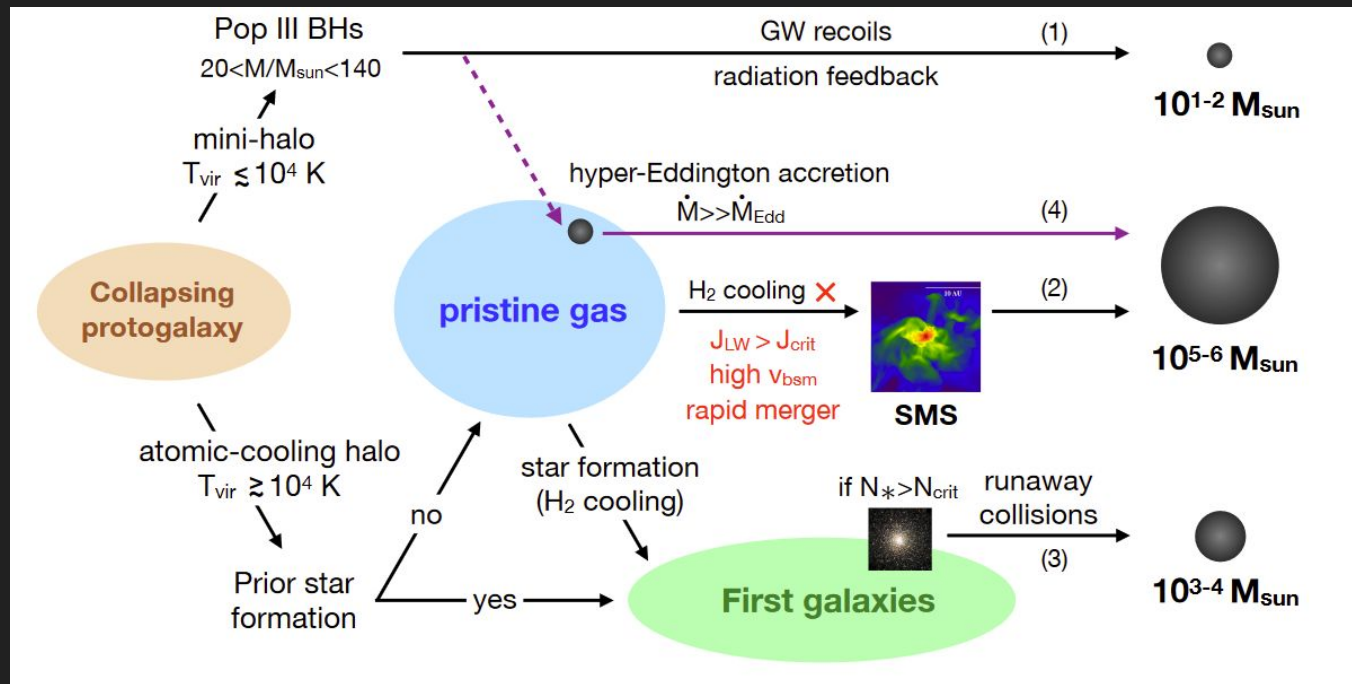 Pop III BHs
20<M/Msun<140
GW recoils
(1)
radiation feedback
10¹⁻² Msun
mini-halo
Tvir ≲ 10⁴ K
hyper-Eddington accretion
Ṁ>>ṀEdd
(4)
Collapsing
protogalaxy
pristine gas
H₂ cooling ×
10 AU
(2)
JLW > Jcrit
high vbsm
rapid merger
SMS
10⁵⁻⁶ Msun
atomic-cooling halo
Tvir ≳ 10⁴ K
star formation
(H₂ cooling)
no
if N*>Ncrit
runaway
collisions
(3)
Prior star
formation
yes
First galaxies
10³⁻⁴ Msun